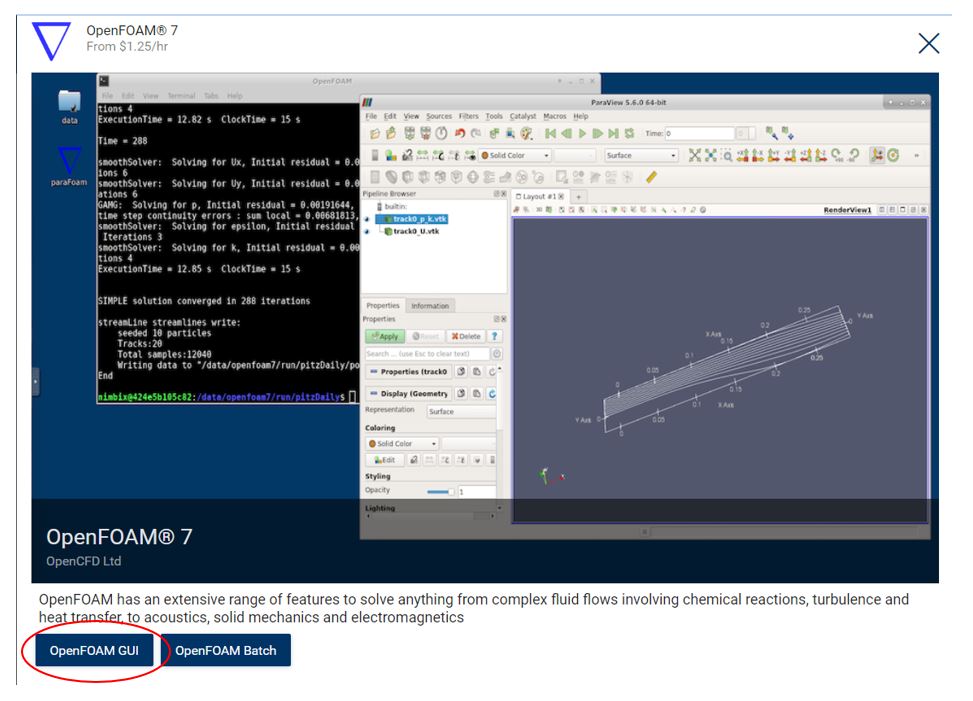 OpenFOAM® 7
From $1.25/hr
data
paraFoam
OpenFOAM
File Edit View Terminal Tabs Help
tions 4
ExecutionTime = 12.82 s ClockTime = 15 s
Time = 288
smoothSolver: Solving for Ux, Initial residual = 0.0
ions 6
smoothSolver: Solving for Uy, Initial residual = 0.0
ations 6
GAMG: Solving for p, Initial residual = 0.00191644,
time step continuity errors : sum local = 0.00681813,
smoothSolver: Solving for epsilon, Initial residual
Iterations 3
smoothSolver: Solving for k, Initial residual = 0.00
tions 4
ExecutionTime = 12.85 s ClockTime = 15 s
SIMPLE solution converged in 288 iterations
streamLine streamlines write:
seeded 10 particles
Tracks:20
Total samples:12040
Writing data to "/data/openfoam7/run/pitzDaily/po
End
nimbix@424e5b105c82:/data/openfoam7/run/pitzDaily$
ParaView 5.6.0 64-bit
File Edit View Sources Filters Tools Catalyst Macros Help
Time: 0
Solid Color
Surface
Pipeline Browser
builtin:
track0_p_k.vtk
track0_U.vtk
Properties Information
Properties
Apply Reset Delete ?
Search ... (use Esc to clear text)
Properties (track0
Display (Geometry
Representation Surface
Coloring
Solid Color
Edit
Styling
Opacity 1
Lighting
Layout #1 +
3D
RenderView1
0.25
0.2
X Axis
0.15
0.1
0.05
0
Y Axis
0
0.25
0.2
0.15
X Axis
0.1
0.05
Y Axis 0
0
OpenFOAM® 7
OpenCFD Ltd
OpenFOAM has an extensive range of features to solve anything from complex fluid flows involving chemical reactions, turbulence and
heat transfer, to acoustics, solid mechanics and electromagnetics
OpenFOAM GUI
OpenFOAM Batch